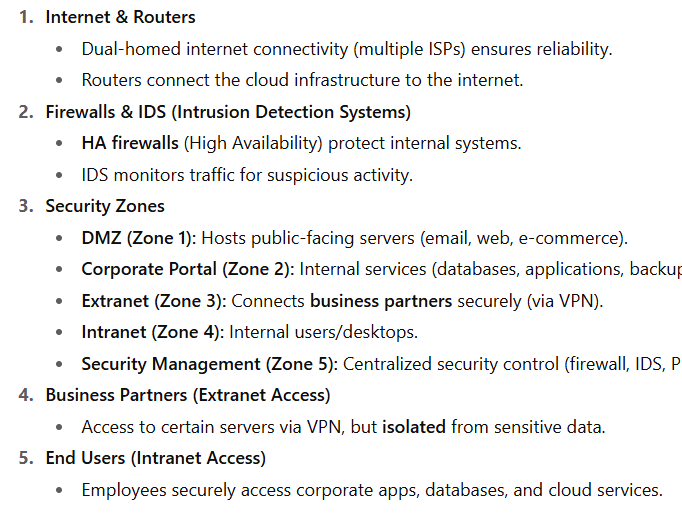 1. Internet & Routers
• Dual-homed internet connectivity (multiple ISPs) ensures reliability.
• Routers connect the cloud infrastructure to the internet.
2. Firewalls & IDS (Intrusion Detection Systems)
• HA firewalls (High Availability) protect internal systems.
• IDS monitors traffic for suspicious activity.
3. Security Zones
• DMZ (Zone 1): Hosts public-facing servers (email, web, e-commerce).
• Corporate Portal (Zone 2): Internal services (databases, applications, backup
• Extranet (Zone 3): Connects business partners securely (via VPN).
• Intranet (Zone 4): Internal users/desktops.
• Security Management (Zone 5): Centralized security control (firewall, IDS, P
4. Business Partners (Extranet Access)
• Access to certain servers via VPN, but isolated from sensitive data.
5. End Users (Intranet Access)
• Employees securely access corporate apps, databases, and cloud services.